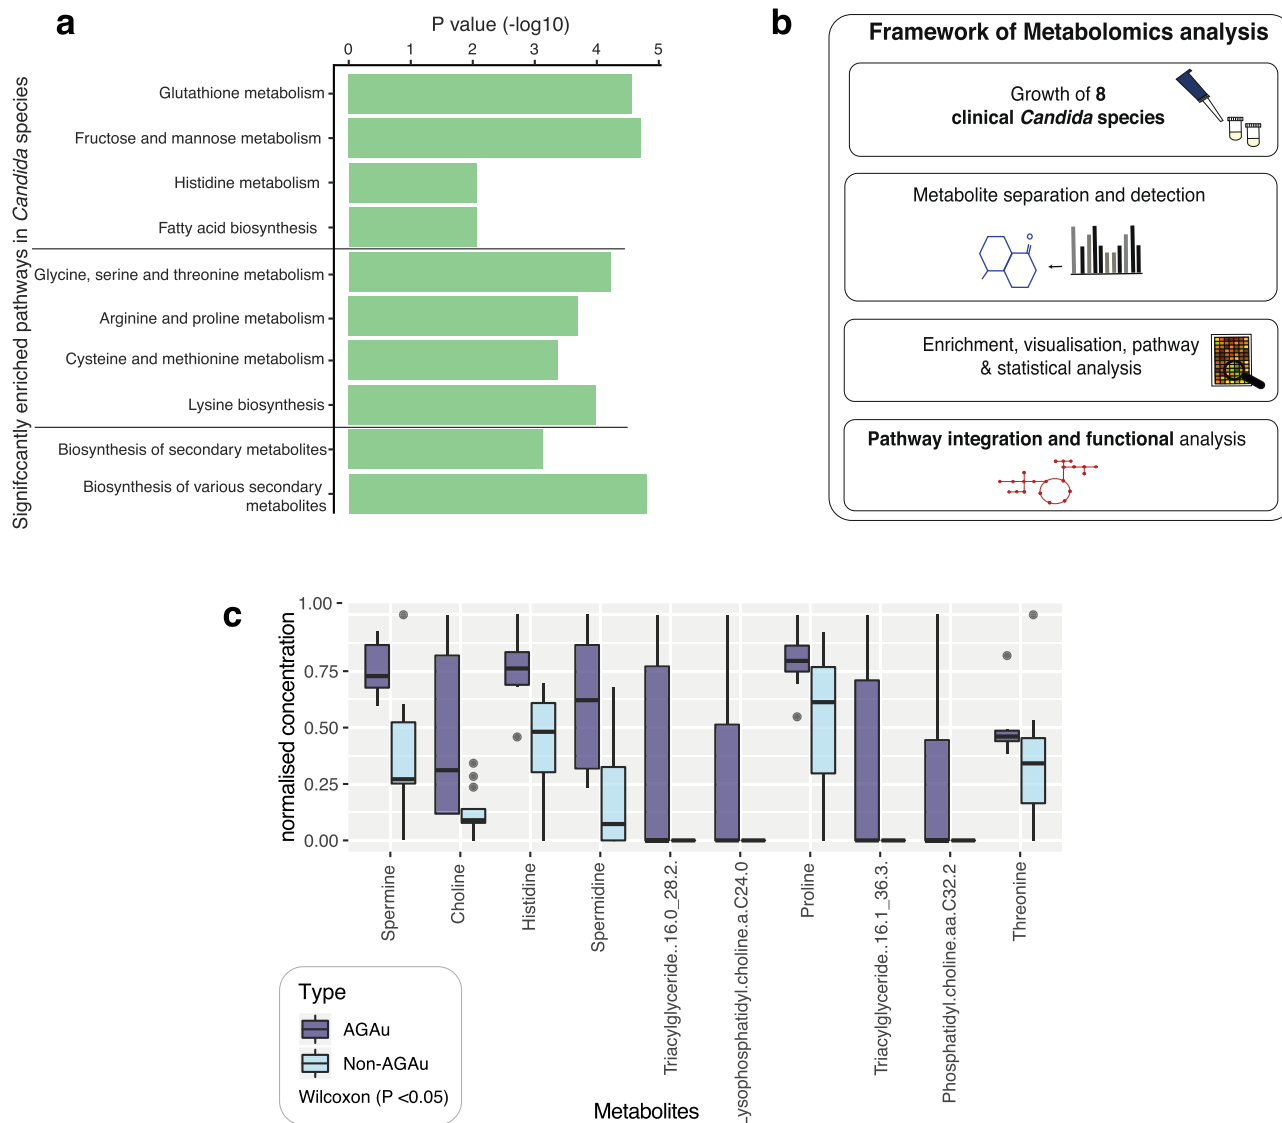 a
P value (-log10)
0 1 2 3 4 5
Signifccantly enriched pathways in Candida species
Glutathione metabolism
Fructose and mannose metabolism
Histidine metabolism
Fatty acid biosynthesis
Glycine, serine and threonine metabolism
Arginine and proline metabolism
Cysteine and methionine metabolism
Lysine biosynthesis
Biosynthesis of secondary metabolites
Biosynthesis of various secondary
metabolites
b
Framework of Metabolomics analysis
Growth of 8
clinical Candida species
Metabolite separation and detection
O
Enrichment, visualisation, pathway
& statistical analysis
Pathway integration and functional analysis
c
normalised concentration
1.00
0.75
0.50
0.25
0.00
Spermine
Choline
Histidine
Spermidine
Triacylglyceride..16.0_28.2.
ysophosphatidyl.choline.a.C24.0
Proline
Triacylglyceride..16.1_36.3.
Phosphatidyl.choline.aa.C32.2
Threonine
Metabolites
Type
AGAu
Non-AGAu
Wilcoxon (P <0.05)